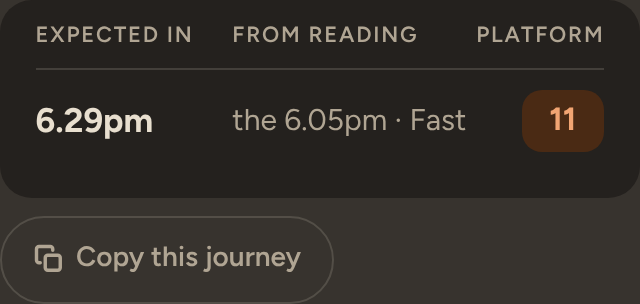 EXPECTED IN FROM READING PLATFORM
6.29pm the 6.05pm · Fast 11
Copy this journey